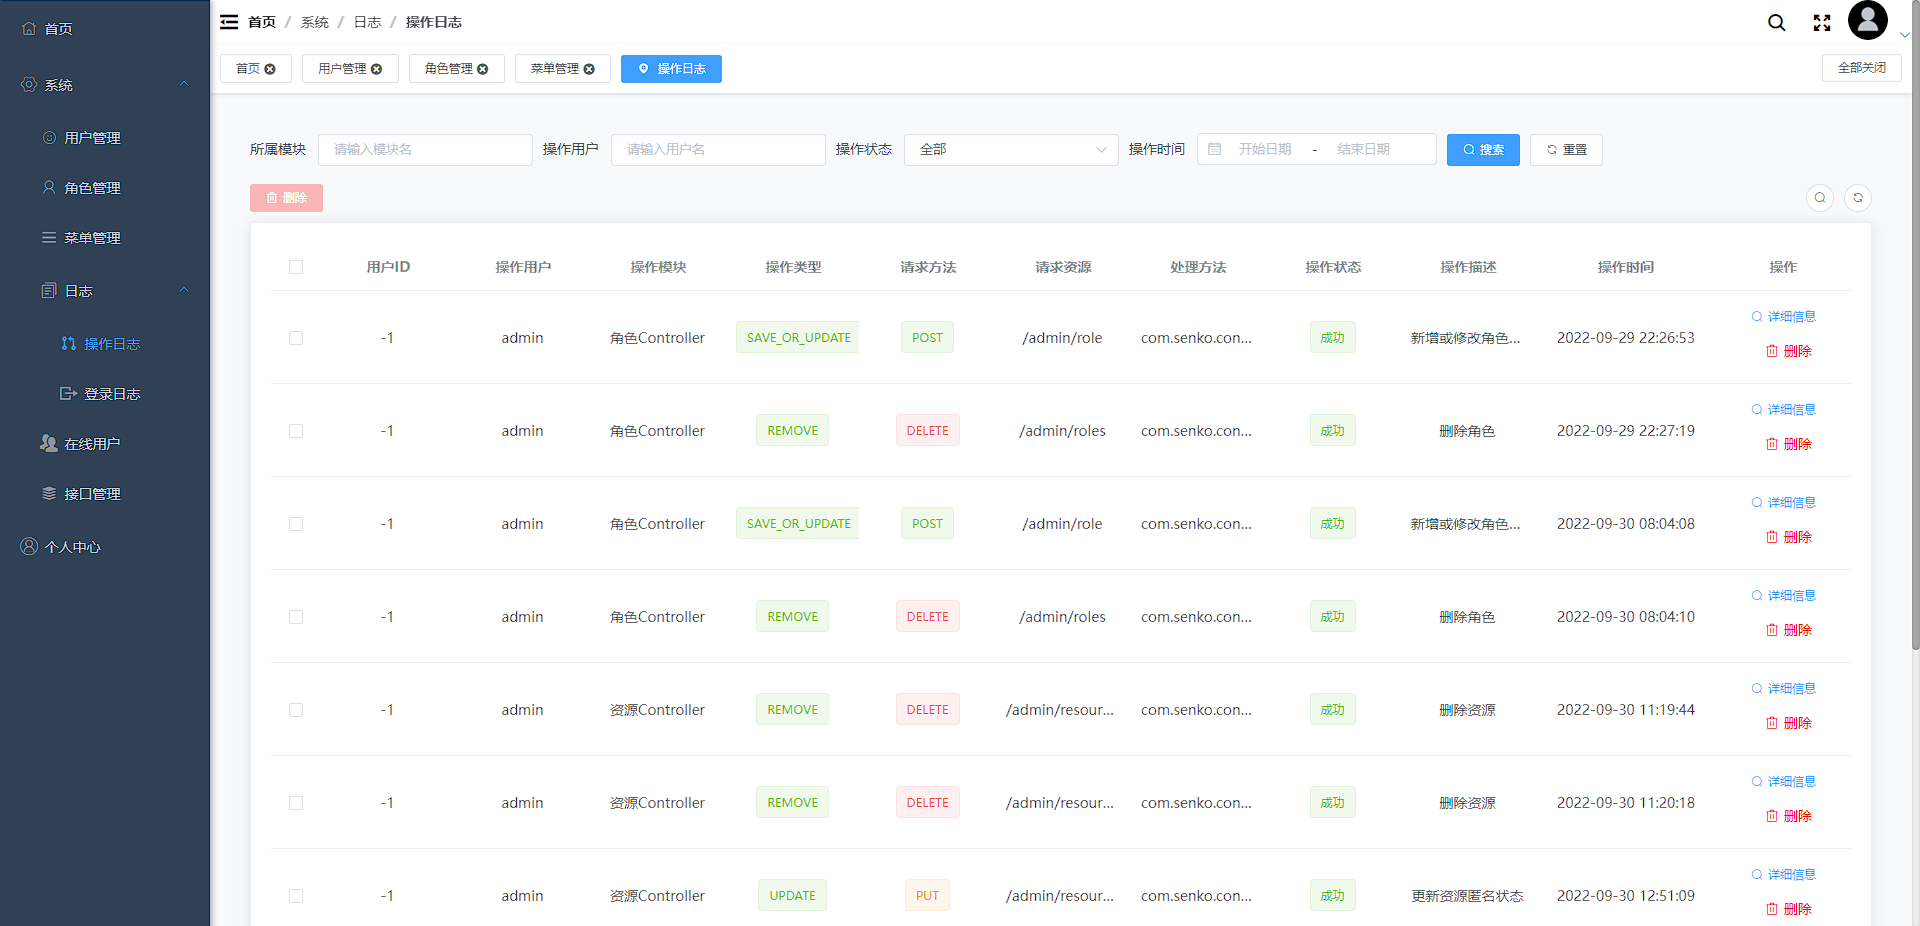 首页
系统
用户管理
角色管理
菜单管理
日志
操作日志
登录日志
在线用户
接口管理
个人中心
首页 / 系统 / 日志 / 操作日志
首页 用户管理 角色管理 菜单管理 操作日志 全部关闭
所属模块 请输入模块名 操作用户 请输入用户名 操作状态 全部 操作时间 开始日期 - 结束日期 搜索 重置
删除
用户ID 操作用户 操作模块 操作类型 请求方法 请求资源 处理方法 操作状态 操作描述 操作时间 操作
-1 admin 角色Controller SAVE_OR_UPDATE POST /admin/role com.senko.con... 成功 新增或修改角色... 2022-09-29 22:26:53 详细信息
删除
-1 admin 角色Controller REMOVE DELETE /admin/roles com.senko.con... 成功 删除角色 2022-09-29 22:27:19 详细信息
删除
-1 admin 角色Controller SAVE_OR_UPDATE POST /admin/role com.senko.con... 成功 新增或修改角色... 2022-09-30 08:04:08 详细信息
删除
-1 admin 角色Controller REMOVE DELETE /admin/roles com.senko.con... 成功 删除角色 2022-09-30 08:04:10 详细信息
删除
-1 admin 资源Controller REMOVE DELETE /admin/resour... com.senko.con... 成功 删除资源 2022-09-30 11:19:44 详细信息
删除
-1 admin 资源Controller REMOVE DELETE /admin/resour... com.senko.con... 成功 删除资源 2022-09-30 11:20:18 详细信息
删除
-1 admin 资源Controller UPDATE PUT /admin/resour... com.senko.con... 成功 更新资源匿名状态 2022-09-30 12:51:09 详细信息
删除